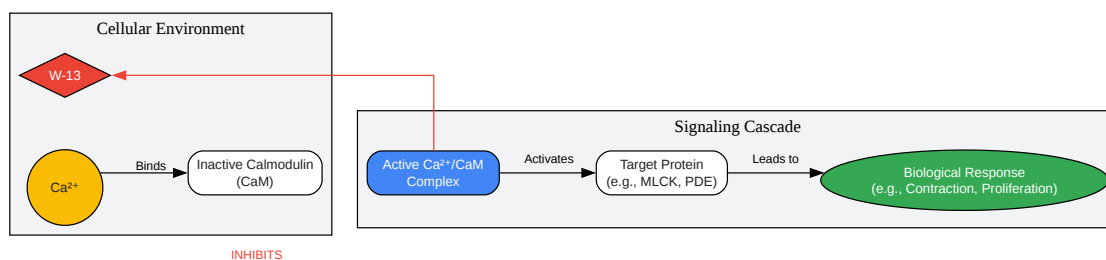 Cellular Environment
W-13
Ca²⁺
Binds
Inactive Calmodulin
(CaM)
INHIBITS
Signaling Cascade
Active Ca²⁺/CaM
Complex
Activates
Target Protein
(e.g., MLCK, PDE)
Leads to
Biological Response
(e.g., Contraction, Proliferation)